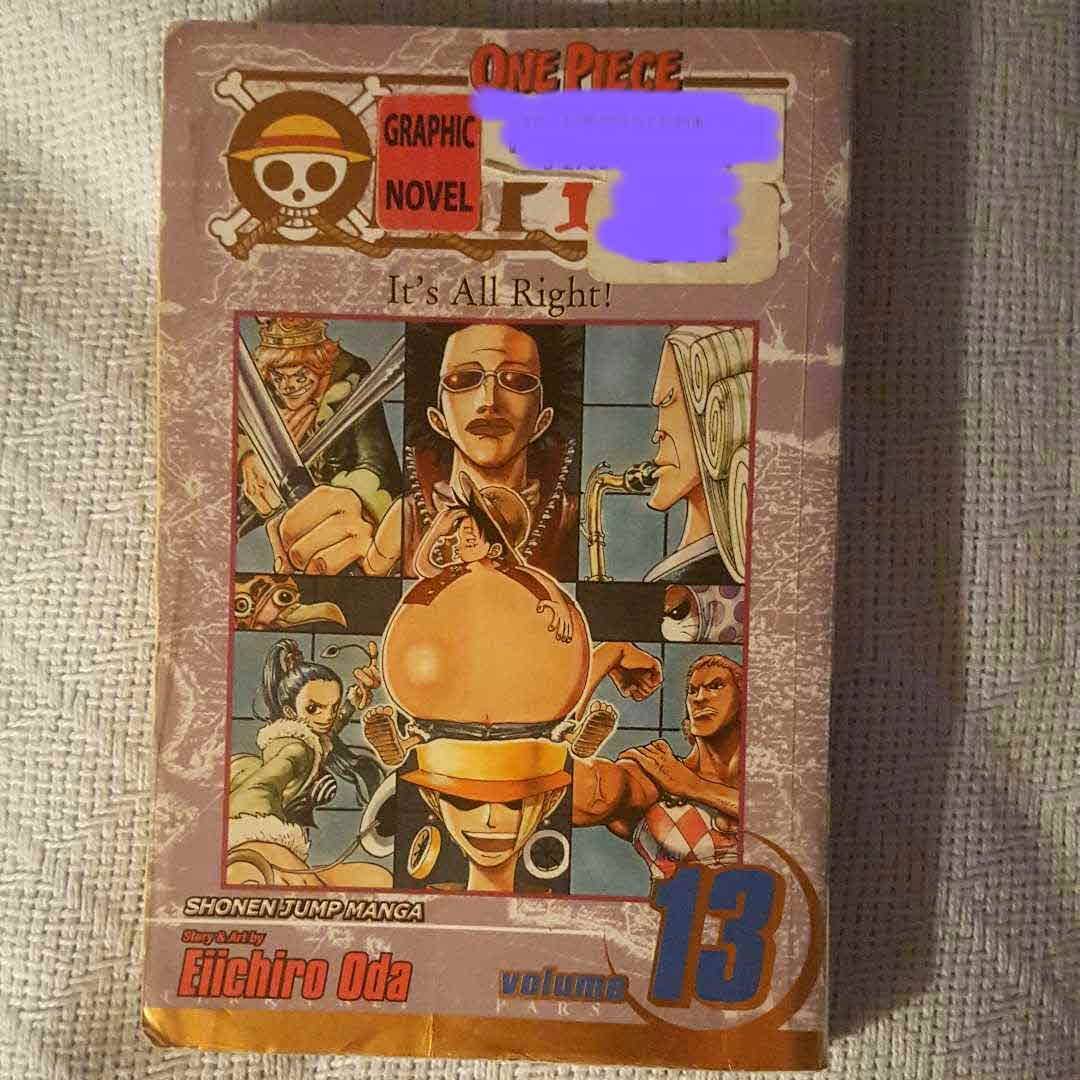 ONE PIECE
GRAPHIC
NOVEL
It's All Right!
SHONEN JUMP MANGA
Story & Art by
Eiichiro Oda
volume 13